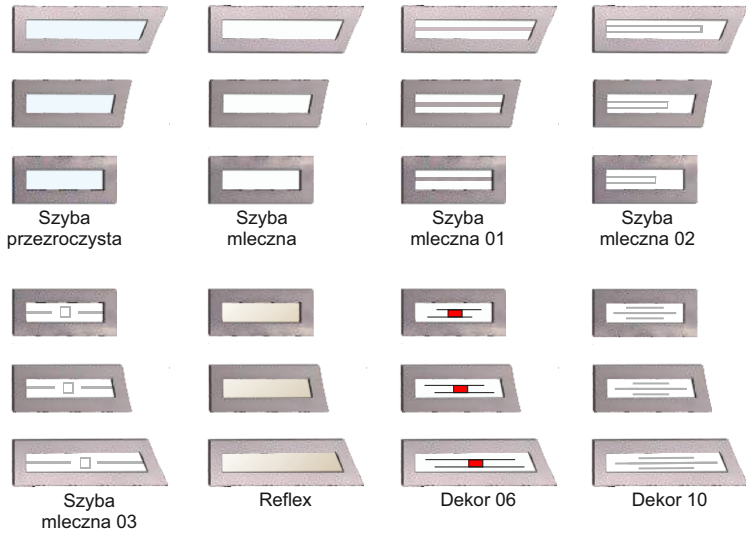 Szyba
przezroczysta
Szyba
mleczna
Szyba
mleczna 01
Szyba
mleczna 02
Szyba
mleczna 03
Reflex
Dekor 06
Dekor 10